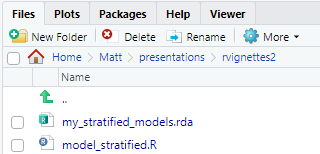 Files Plots Packages Help Viewer
New Folder Delete Rename More
Home > Matt > presentations > rvignettes2
Name
..
my_stratified_models.rda
model_stratified.R